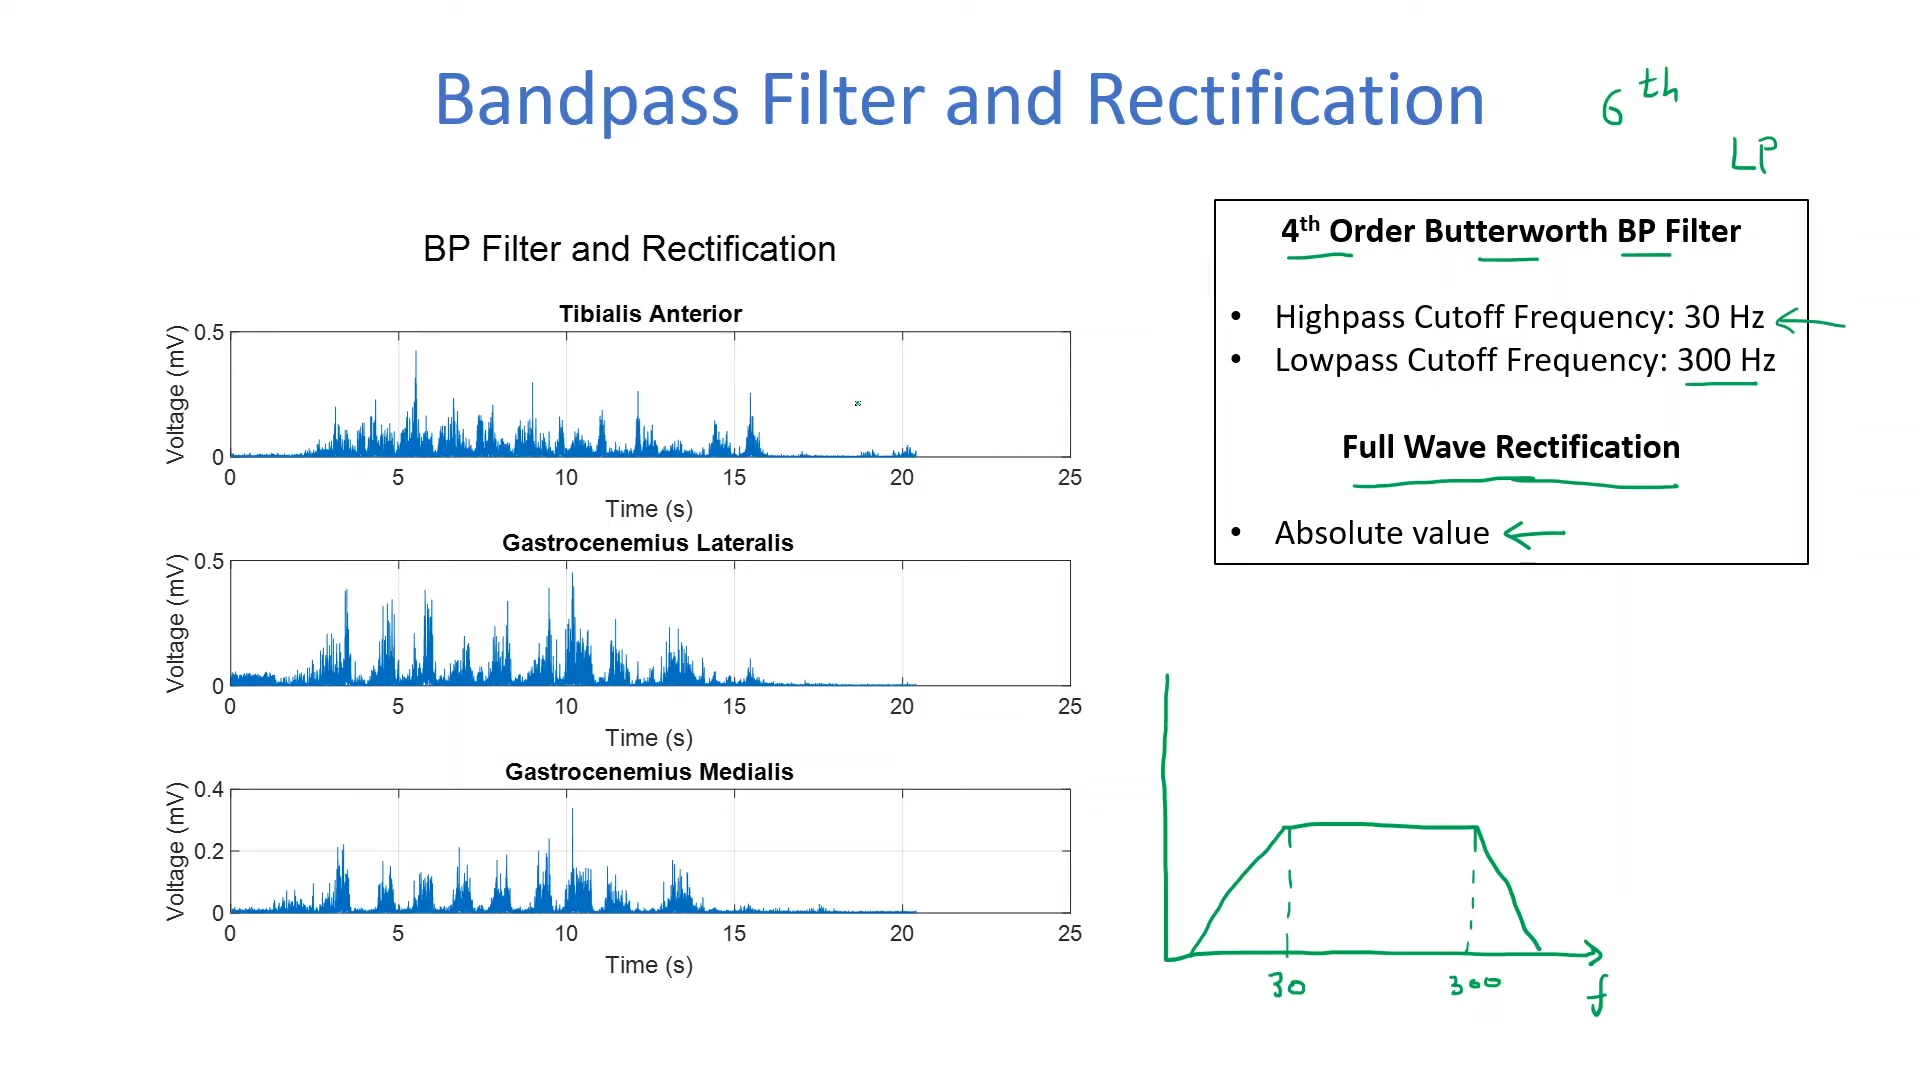 Bandpass Filter and Rectification
6th
LP
BP Filter and Rectification
Tibialis Anterior
Voltage (mV)
0.5
0
0 5 10 15 20 25
Time (s)
Gastrocenemius Lateralis
Voltage (mV)
0.5
0
0 5 10 15 20 25
Time (s)
Gastrocenemius Medialis
Voltage (mV)
0.4
0.2
0
0 5 10 15 20 25
Time (s)
4th Order Butterworth BP Filter
• Highpass Cutoff Frequency: 30 Hz
• Lowpass Cutoff Frequency: 300 Hz
Full Wave Rectification
• Absolute value
30 300 f